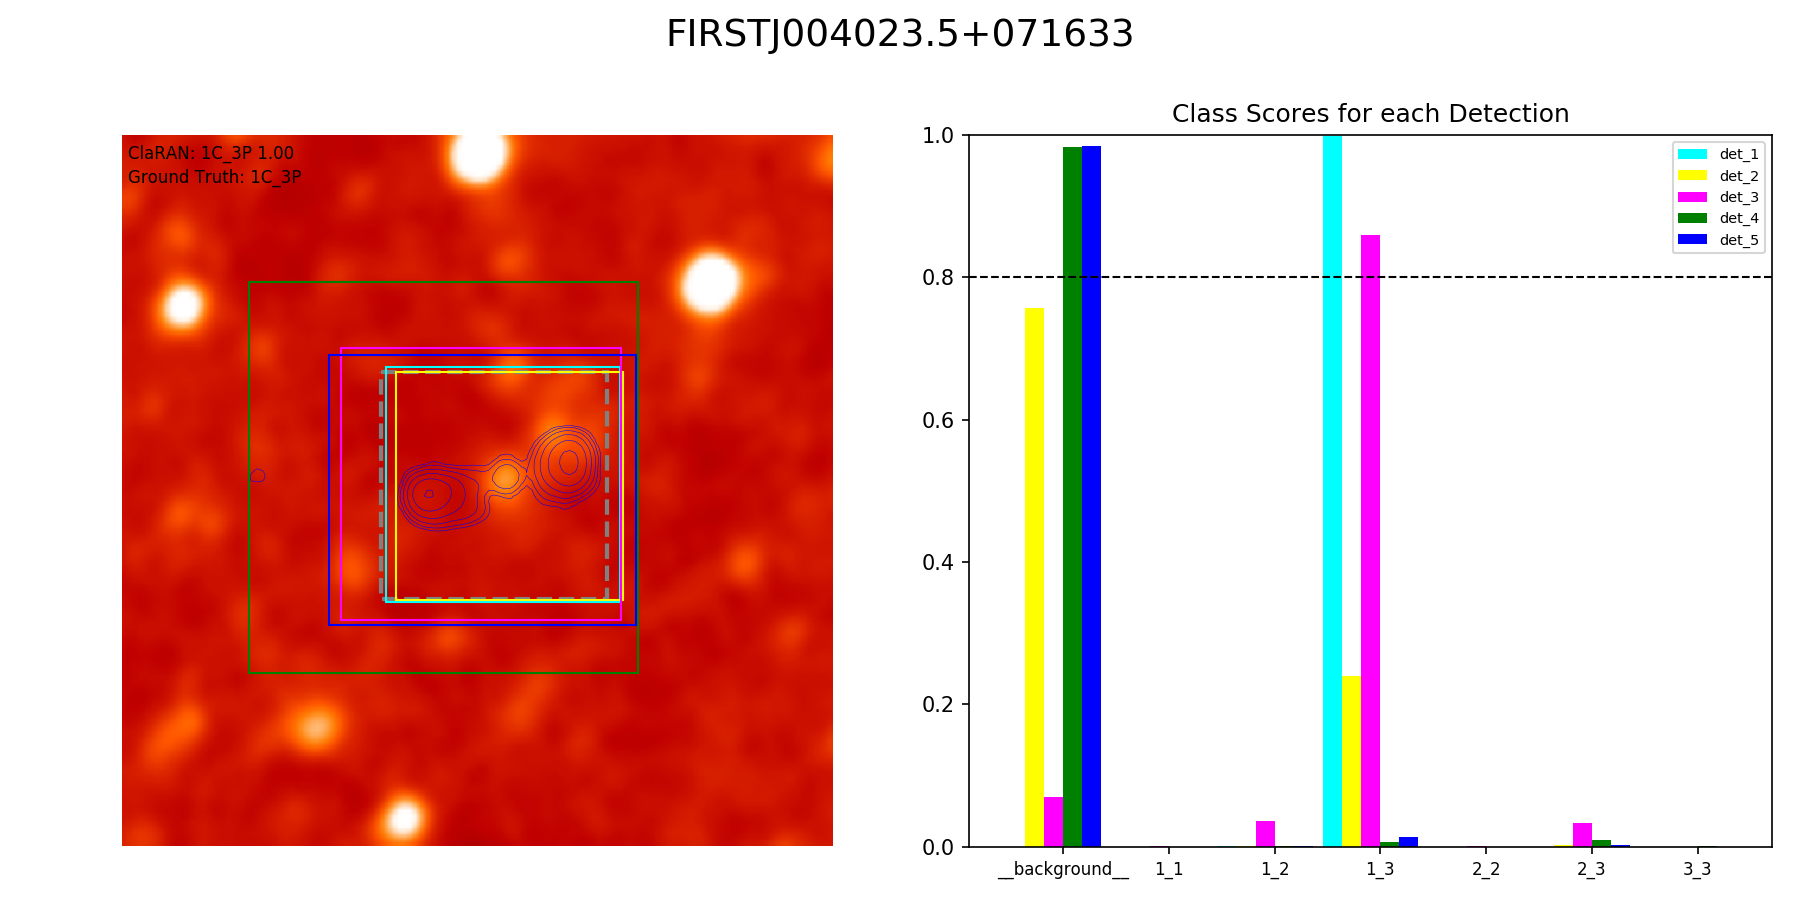 FIRSTJ004023.5+071633
ClaRAN: 1C_3P 1.00
Ground Truth: 1C_3P
Class Scores for each Detection
1.0
0.8
0.6
0.4
0.2
0.0
det_1
det_2
det_3
det_4
det_5
__background__ 1_1 1_2 1_3 2_2 2_3 3_3